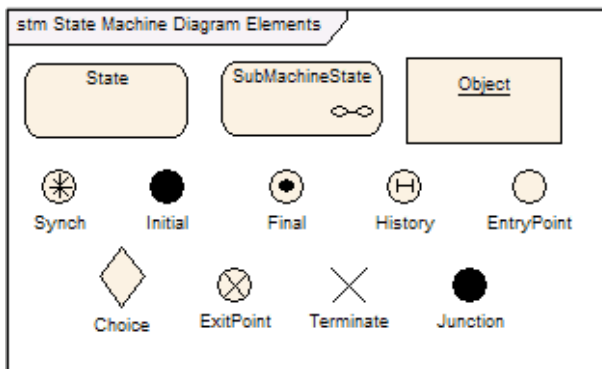 stm State Machine Diagram Elements
State
SubMachineState
Object
Synch
Initial
Final
H
History
EntryPoint
Choice
ExitPoint
Terminate
Junction